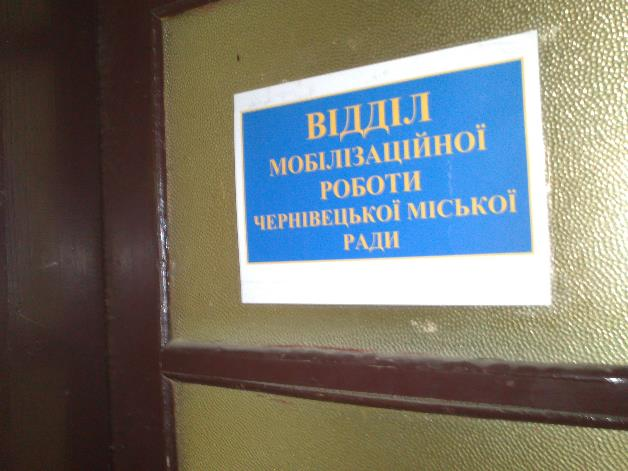 ВІДДІЛ
МОБІЛІЗАЦІЙНОЇ
РОБОТИ
ЧЕРНІВЕЦЬКОЇ МІСЬКОЇ
РАДИ